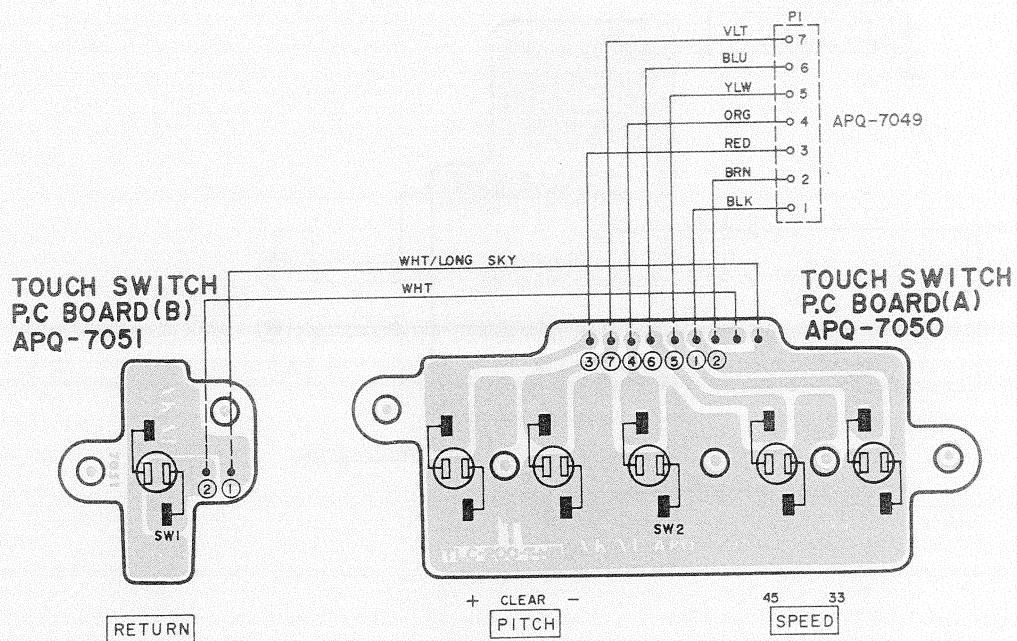 P1
VLT 7
BLU 6
YLW 5
ORG 4
APQ-7049
RED 3
BRN 2
BLK 1
WHT/LONG SKY
WHT
TOUCH SWITCH
P.C BOARD(B)
APQ-7051
TOUCH SWITCH
P.C BOARD(A)
APQ-7050
3 7 4 6 5 1 2
7051
2 1
SW1
SW2
+ CLEAR -
PITCH
45 33
SPEED
RETURN